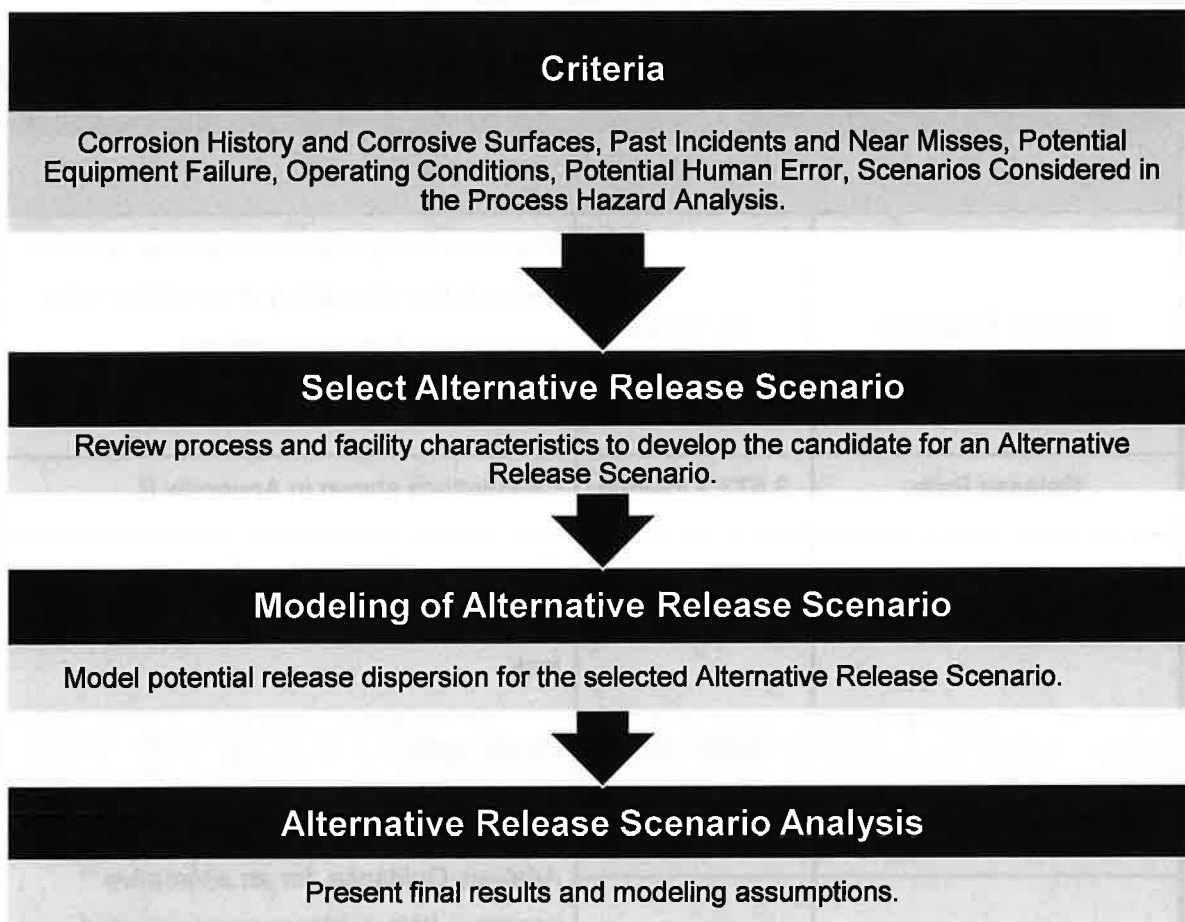 Criteria
Corrosion History and Corrosive Surfaces, Past Incidents and Near Misses, Potential
Equipment Failure, Operating Conditions, Potential Human Error, Scenarios Considered in
the Process Hazard Analysis.
Select Alternative Release Scenario
Review process and facility characteristics to develop the candidate for an Alternative
Release Scenario.
Modeling of Alternative Release Scenario
Model potential release dispersion for the selected Alternative Release Scenario.
Alternative Release Scenario Analysis
Present final results and modeling assumptions.